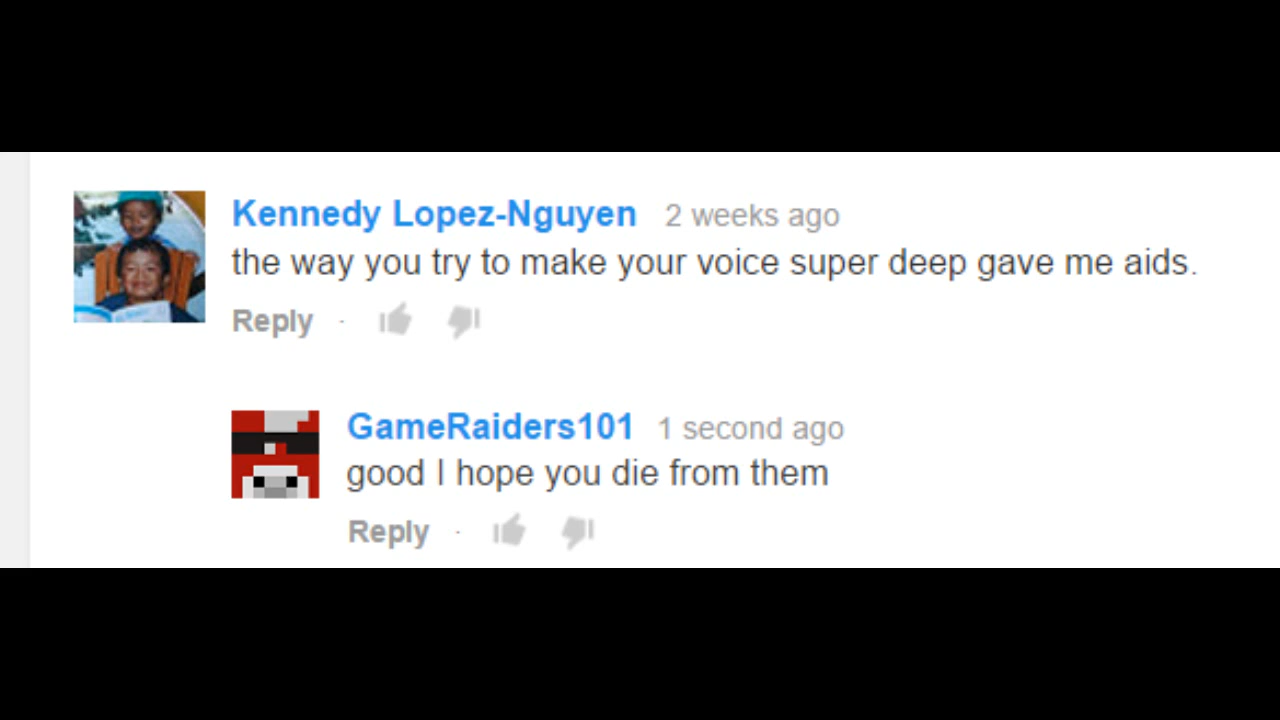 Kennedy Lopez-Nguyen 2 weeks ago
the way you try to make your voice super deep gave me aids.
Reply ·
GameRaiders101 1 second ago
good I hope you die from them
Reply ·